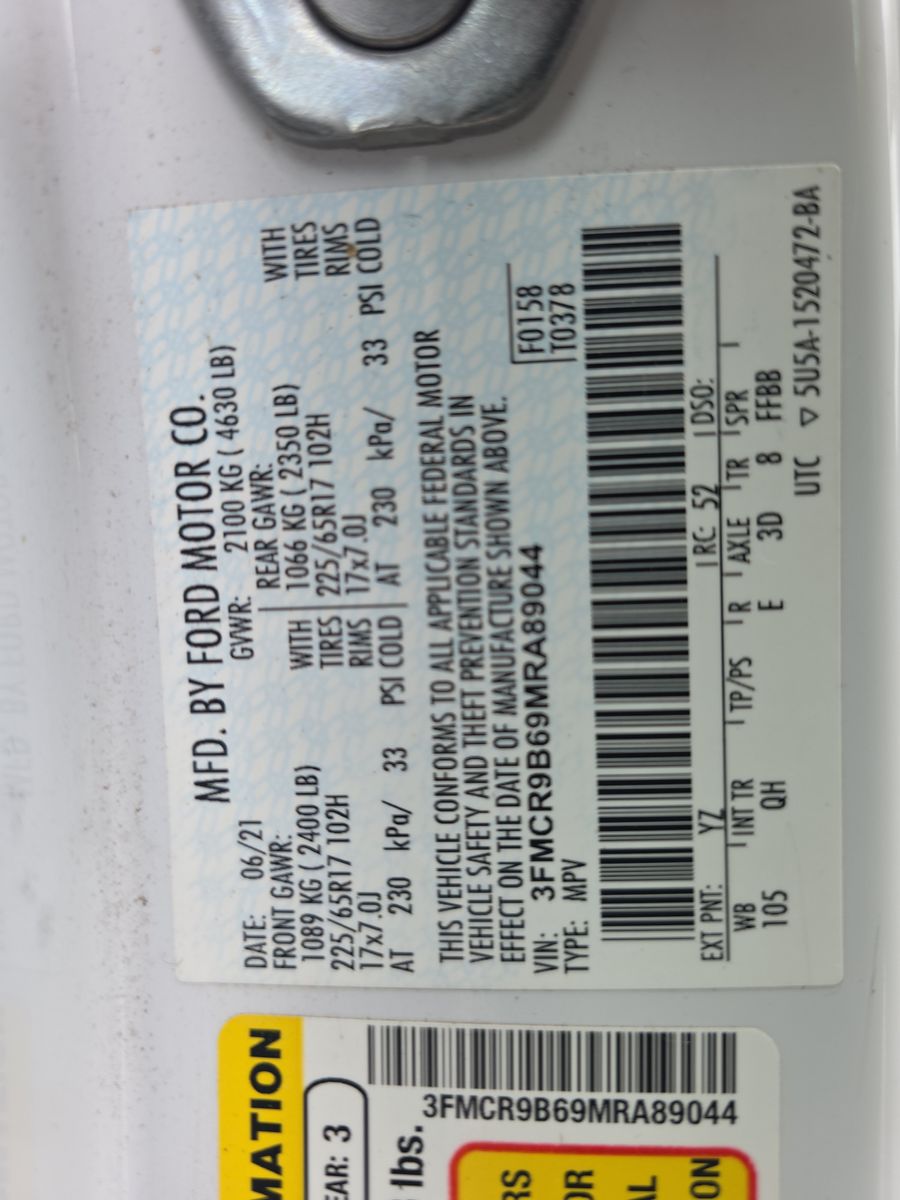 MFD. BY FORD MOTOR CO.
DATE: 06/21 GVWR: 2100 KG ( 4630 LB)
FRONT GAWR: REAR GAWR:
1089 KG ( 2400 LB) WITH 1066 KG ( 2350 LB) WITH
225/65R17 102H TIRES 225/65R17 102H TIRES
17x7.0J RIMS 17x7.0J RIMS
AT 230 kPa/ 33 PSI COLD AT 230 kPa/ 33 PSI COLD
THIS VEHICLE CONFORMS TO ALL APPLICABLE FEDERAL MOTOR
VEHICLE SAFETY AND THEFT PREVENTION STANDARDS IN
EFFECT ON THE DATE OF MANUFACTURE SHOWN ABOVE.
VIN: 3FMCR9B69MRA89044 F0158
TYPE: MPV T0378
EXT PNT: YZ RC: 52 DSO:
WB INT TR TP/PS R AXLE TR SPR
105 QH E 3D 8 FFBB
UTC ▽ 5U5A-1520472-BA
MATION
EAR: 3
lbs.
3FMCR9B69MRA89044
RS
OR
AL
ON